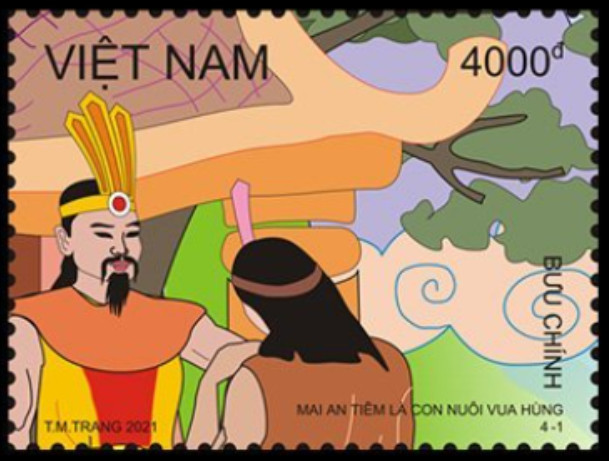 VIỆT NAM
4000đ
BƯU CHÍNH
MAI AN TIÊM LÀ CON NUÔI VUA HÙNG
T.M.TRANG 2021
4 - 1